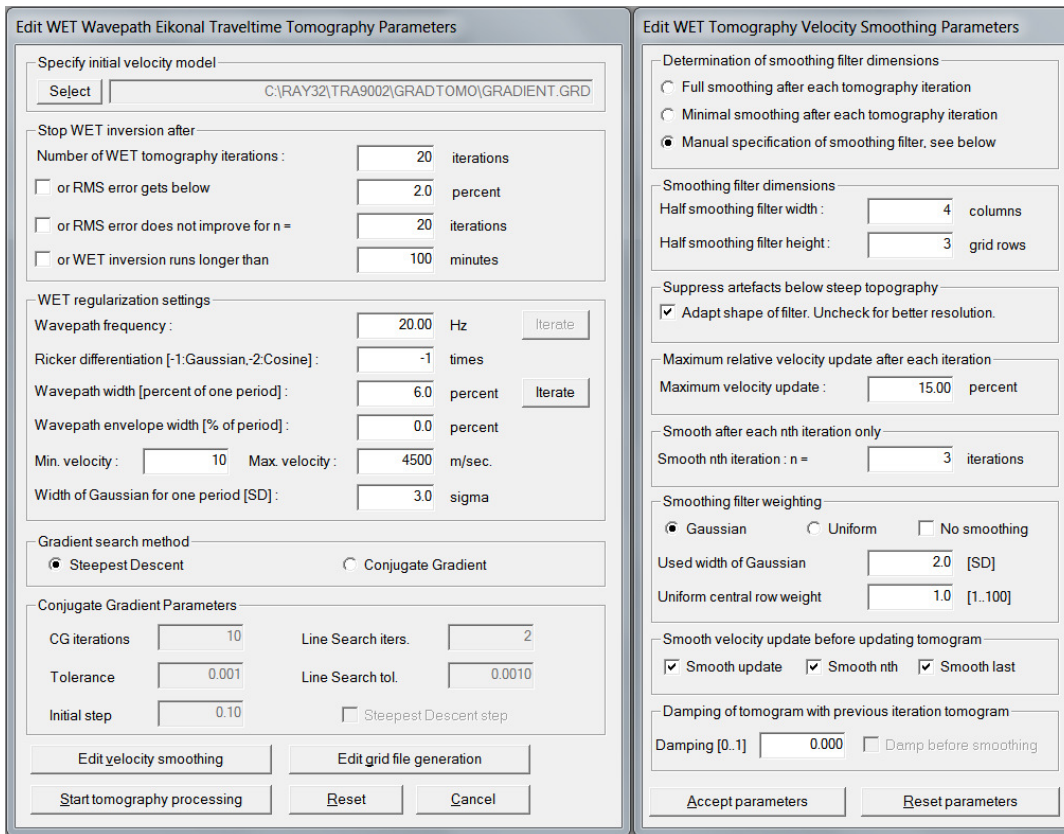 Edit WET Wavepath Eikonal Traveltime Tomography Parameters
Specify initial velocity model
Select C:\RAY32\TRA9002\GRADTOMO\GRADIENT.GRD
Stop WET inversion after
Number of WET tomography iterations : 20 iterations
or RMS error gets below 2.0 percent
or RMS error does not improve for n = 20 iterations
or WET inversion runs longer than 100 minutes
WET regularization settings
Wavepath frequency : 20.00 Hz Iterate
Ricker differentiation [-1:Gaussian,-2:Cosine] : -1 times
Wavepath width [percent of one period] : 6.0 percent Iterate
Wavepath envelope width [% of period] : 0.0 percent
Min. velocity : 10 Max. velocity : 4500 m/sec.
Width of Gaussian for one period [SD] : 3.0 sigma
Gradient search method
Steepest Descent Conjugate Gradient
Conjugate Gradient Parameters
CG iterations 10 Line Search iters. 2
Tolerance 0.001 Line Search tol. 0.0010
Initial step 0.10 Steepest Descent step
Edit velocity smoothing Edit grid file generation
Start tomography processing Reset Cancel
Edit WET Tomography Velocity Smoothing Parameters
Determination of smoothing filter dimensions
Full smoothing after each tomography iteration
Minimal smoothing after each tomography iteration
Manual specification of smoothing filter, see below
Smoothing filter dimensions
Half smoothing filter width : 4 columns
Half smoothing filter height : 3 grid rows
Suppress artefacts below steep topography
Adapt shape of filter. Uncheck for better resolution.
Maximum relative velocity update after each iteration
Maximum velocity update : 15.00 percent
Smooth after each nth iteration only
Smooth nth iteration : n = 3 iterations
Smoothing filter weighting
Gaussian Uniform No smoothing
Used width of Gaussian 2.0 [SD]
Uniform central row weight 1.0 [1..100]
Smooth velocity update before updating tomogram
Smooth update Smooth nth Smooth last
Damping of tomogram with previous iteration tomogram
Damping [0..1] 0.000 Damp before smoothing
Accept parameters Reset parameters